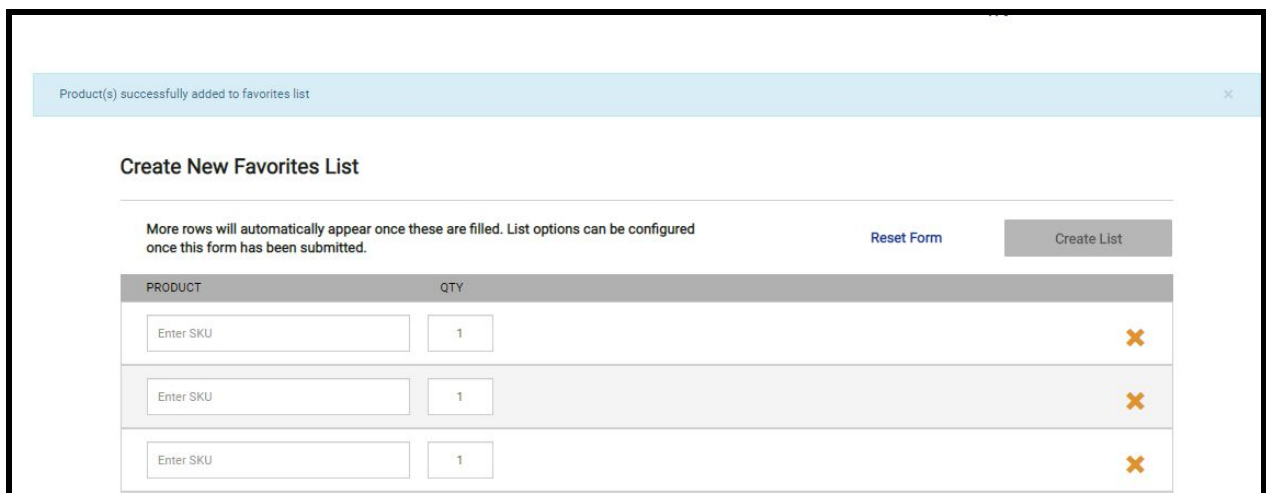 Product(s) successfully added to favorites list ×
Create New Favorites List
More rows will automatically appear once these are filled. List options can be configured
once this form has been submitted.
Reset Form
Create List
PRODUCT QTY
Enter SKU 1
Enter SKU 1
Enter SKU 1